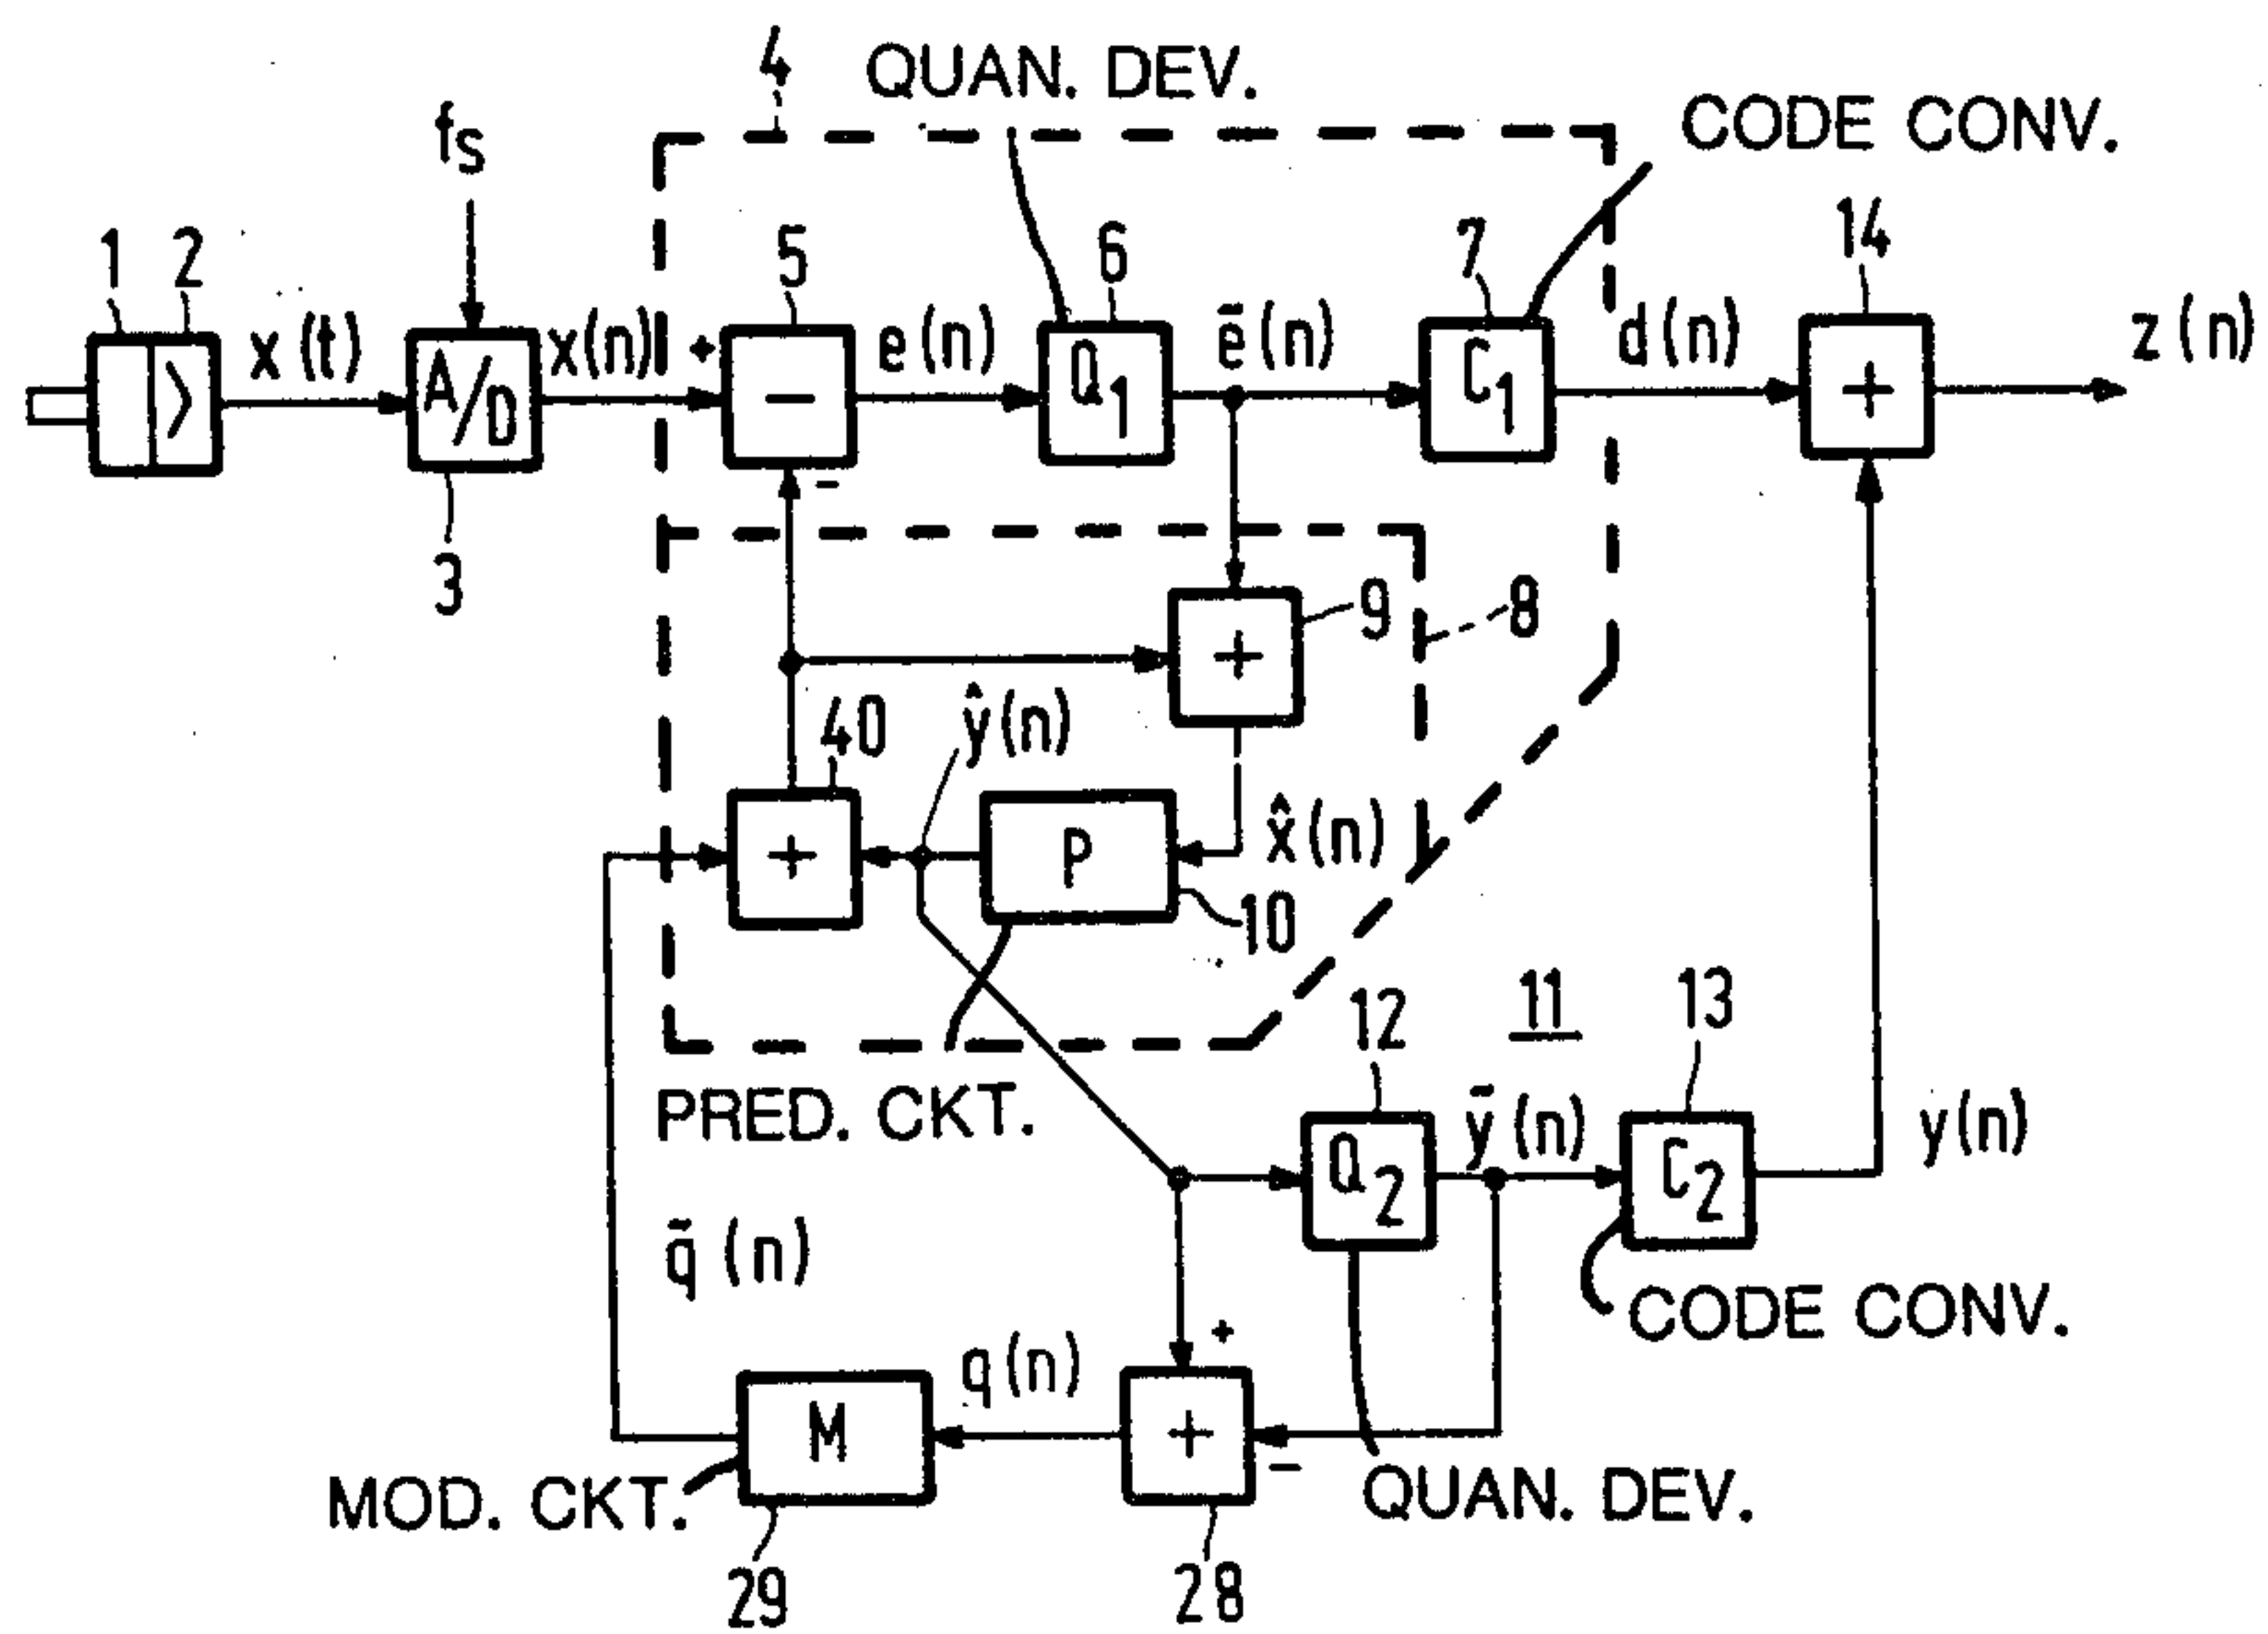 4 QUAN. DEV.
fs CODE CONV.
1 2 5 6 7 14
x(t) x(n) + e(n) ē(n) d(n) z(n)
> A/D − Q1 C1 +
-
3
9 8
+
40 ŷ(n)
+ P x̂(n)
10
12 11 13
PRED. CKT. ȳ(n) y(n)
Q2 C2
q̄(n) CODE CONV.
+
q(n)
M + −
MOD. CKT. QUAN. DEV.
29 28